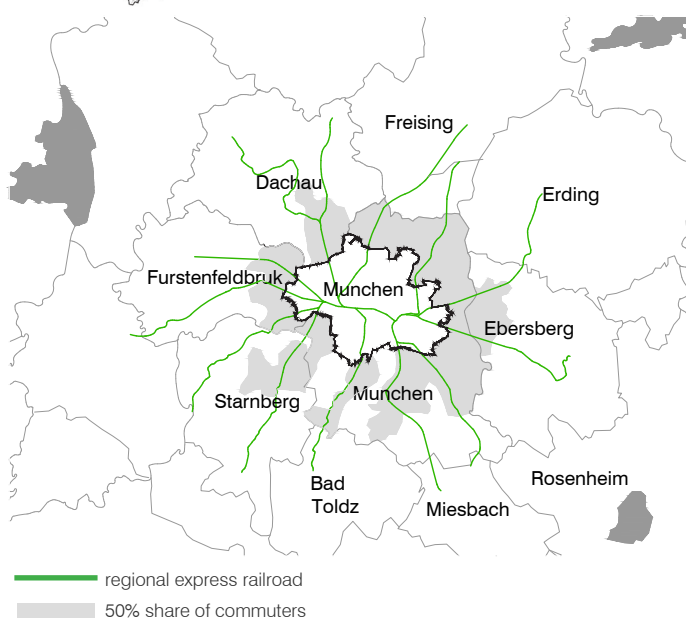 Freising
Dachau
Erding
Furstenfeldbruk
Munchen
Ebersberg
Starnberg
Munchen
Rosenheim
Bad
Toldz
Miesbach
regional express railroad
50% share of commuters